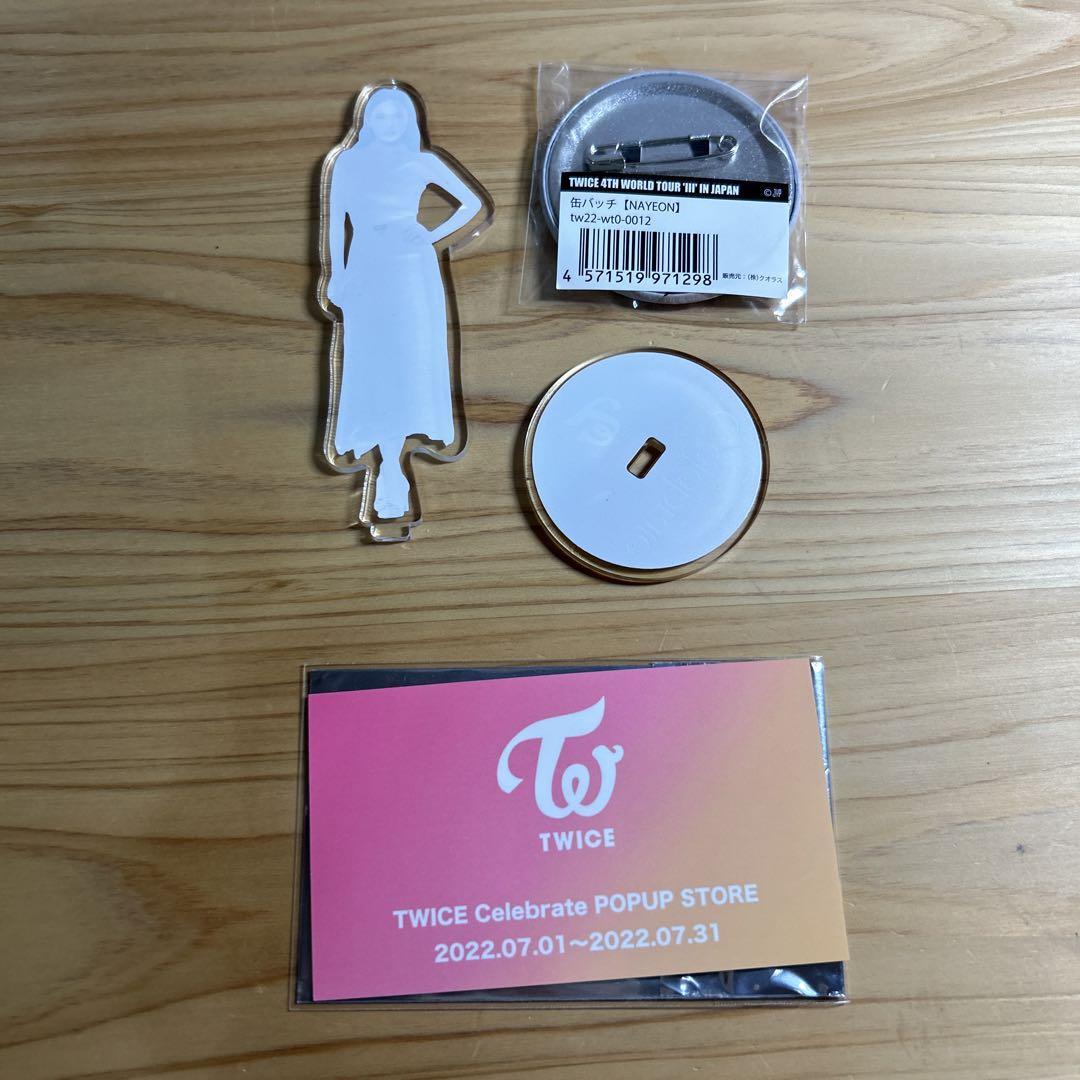 TWICE 4TH WORLD TOUR 'III' IN JAPAN
缶バッチ【NAYEON】
tw22-wt0-0012
4 571519 971298
販売元：(株)クオラス
TWICE
TWICE Celebrate POPUP STORE
2022.07.01～2022.07.31